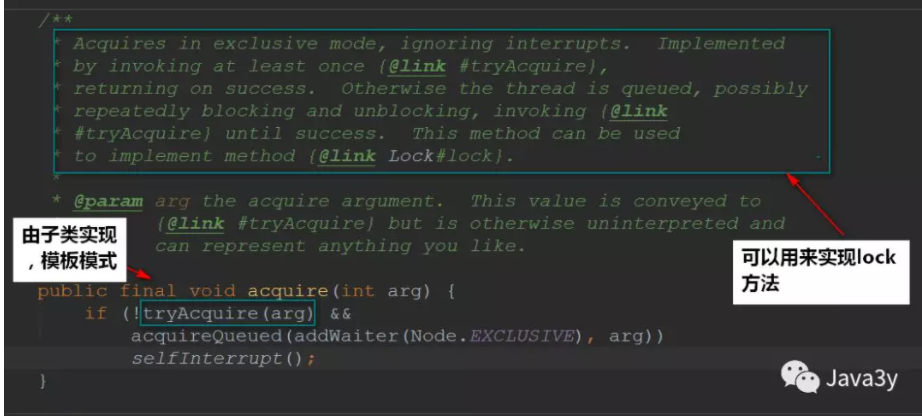 /**
* Acquires in exclusive mode, ignoring interrupts.  Implemented
* by invoking at least once {@link #tryAcquire},
* returning on success.  Otherwise the thread is queued, possibly
* repeatedly blocking and unblocking, invoking {@link
* #tryAcquire} until success.  This method can be used
* to implement method {@link Lock#lock}.
*
* @param arg the acquire argument.  This value is conveyed to
{@link #tryAcquire} but is otherwise uninterpreted and
can represent anything you like.
由子类实现
，模板模式
可以用来实现lock
方法
public final void acquire(int arg) {
if (!tryAcquire(arg) &&
acquireQueued(addWaiter(Node.EXCLUSIVE), arg))
selfInterrupt();
}
Java3y